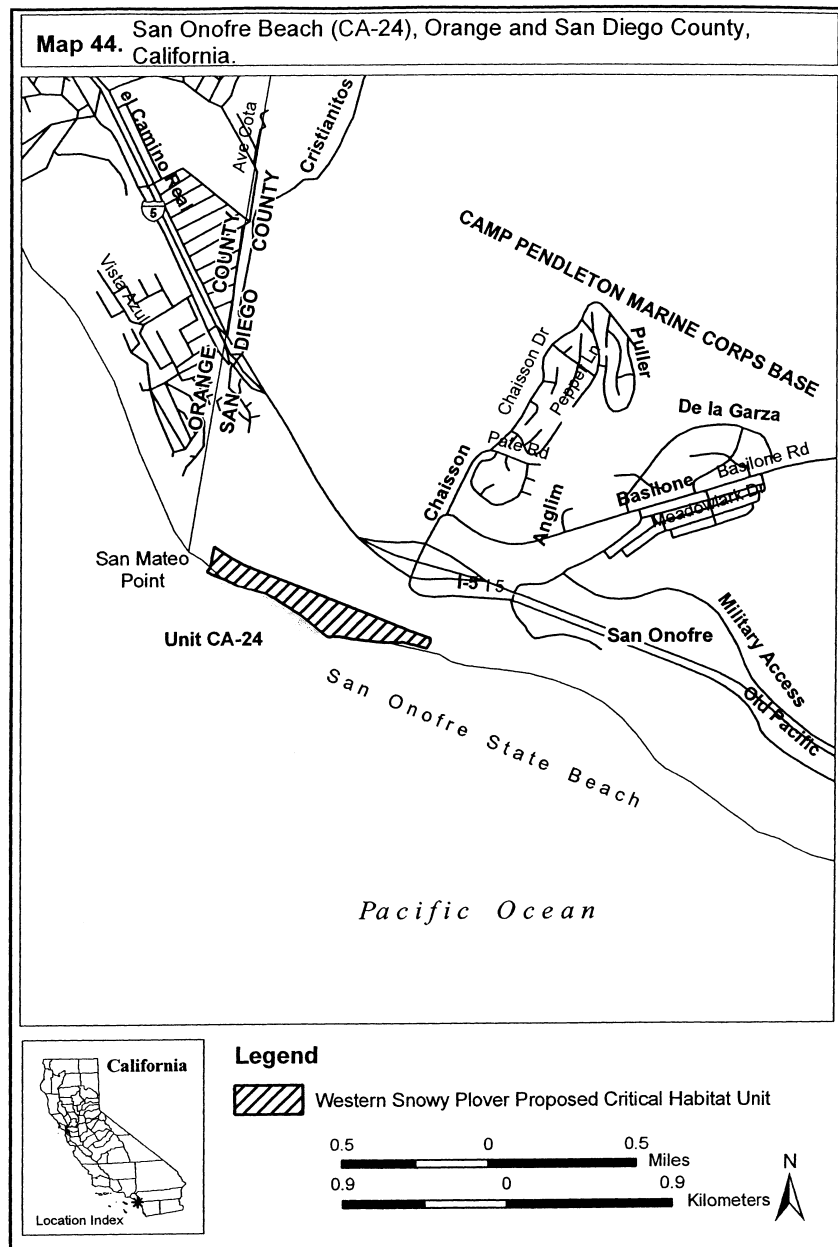 Map 44. San Onofre Beach (CA-24), Orange and San Diego County,
California.
el Camino Real
Ave Cota
Cristianitos
5
ORANGE COUNTY
SAN DIEGO COUNTY
Vista Azul
CAMP PENDLETON MARINE CORPS BASE
Chaisson Dr
Pepper Ln
Puller
De la Garza
Pate Rd
Chaisson
Anglim
Basilone
Basilone Rd
Meadowlark Dr
San Mateo
Point
I-5
I 5
Unit CA-24
San Onofre
Military Access
Old Pacific
San Onofre State Beach
Pacific Ocean
California
Location Index
Legend
Western Snowy Plover Proposed Critical Habitat Unit
0.5 0 0.5
Miles
0.9 0 0.9
Kilometers
N